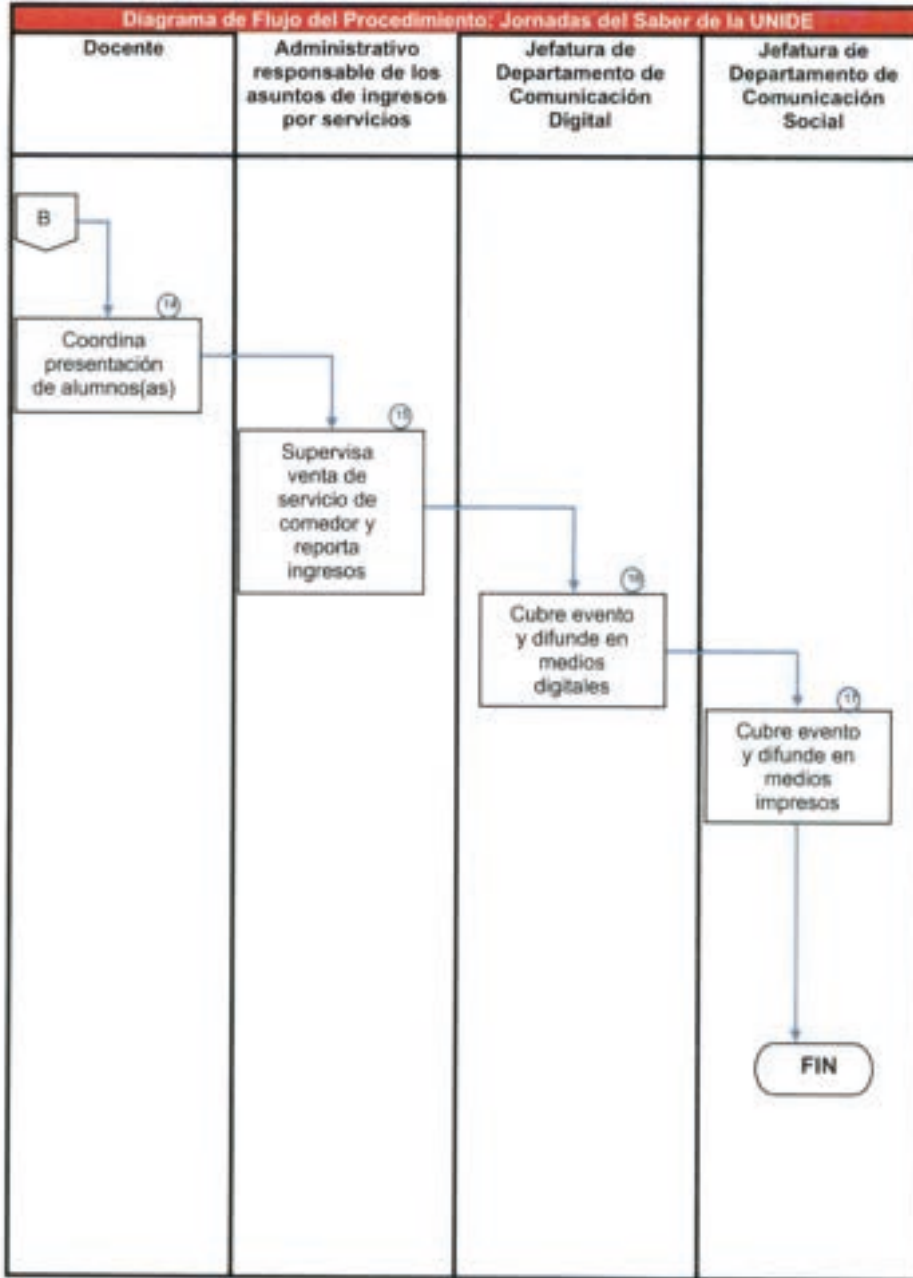 Diagrama de Flujo del Procedimiento: Jornadas del Saber de la UNIDE
Docente
Administrativo
responsable de los
asuntos de ingresos
por servicios
Jefatura de
Departamento de
Comunicación
Digital
Jefatura de
Departamento de
Comunicación
Social
B
14
Coordina
presentación
de alumnos(as)
15
Supervisa
venta de
servicio de
comedor y
reporta
ingresos
16
Cubre evento
y difunde en
medios
digitales
17
Cubre evento
y difunde en
medios
impresos
FIN